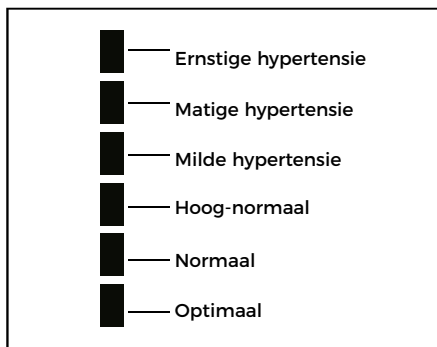 Ernstige hypertensie
Matige hypertensie
Milde hypertensie
Hoog-normaal
Normaal
Optimaal